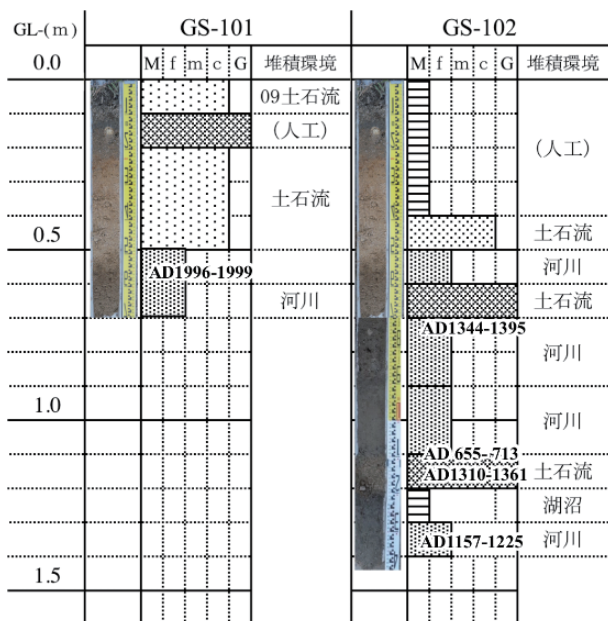 GL-(m) GS-101 GS-102
0.0 M f m c G 堆積環境 M f m c G 堆積環境
09土石流
(人工)
(人工)
土石流
0.5 土石流
AD1996-1999 河川
河川 土石流
AD1344-1395
河川
1.0 河川
AD 655- 713
AD1310-1361 土石流
湖沼
AD1157-1225 河川
1.5